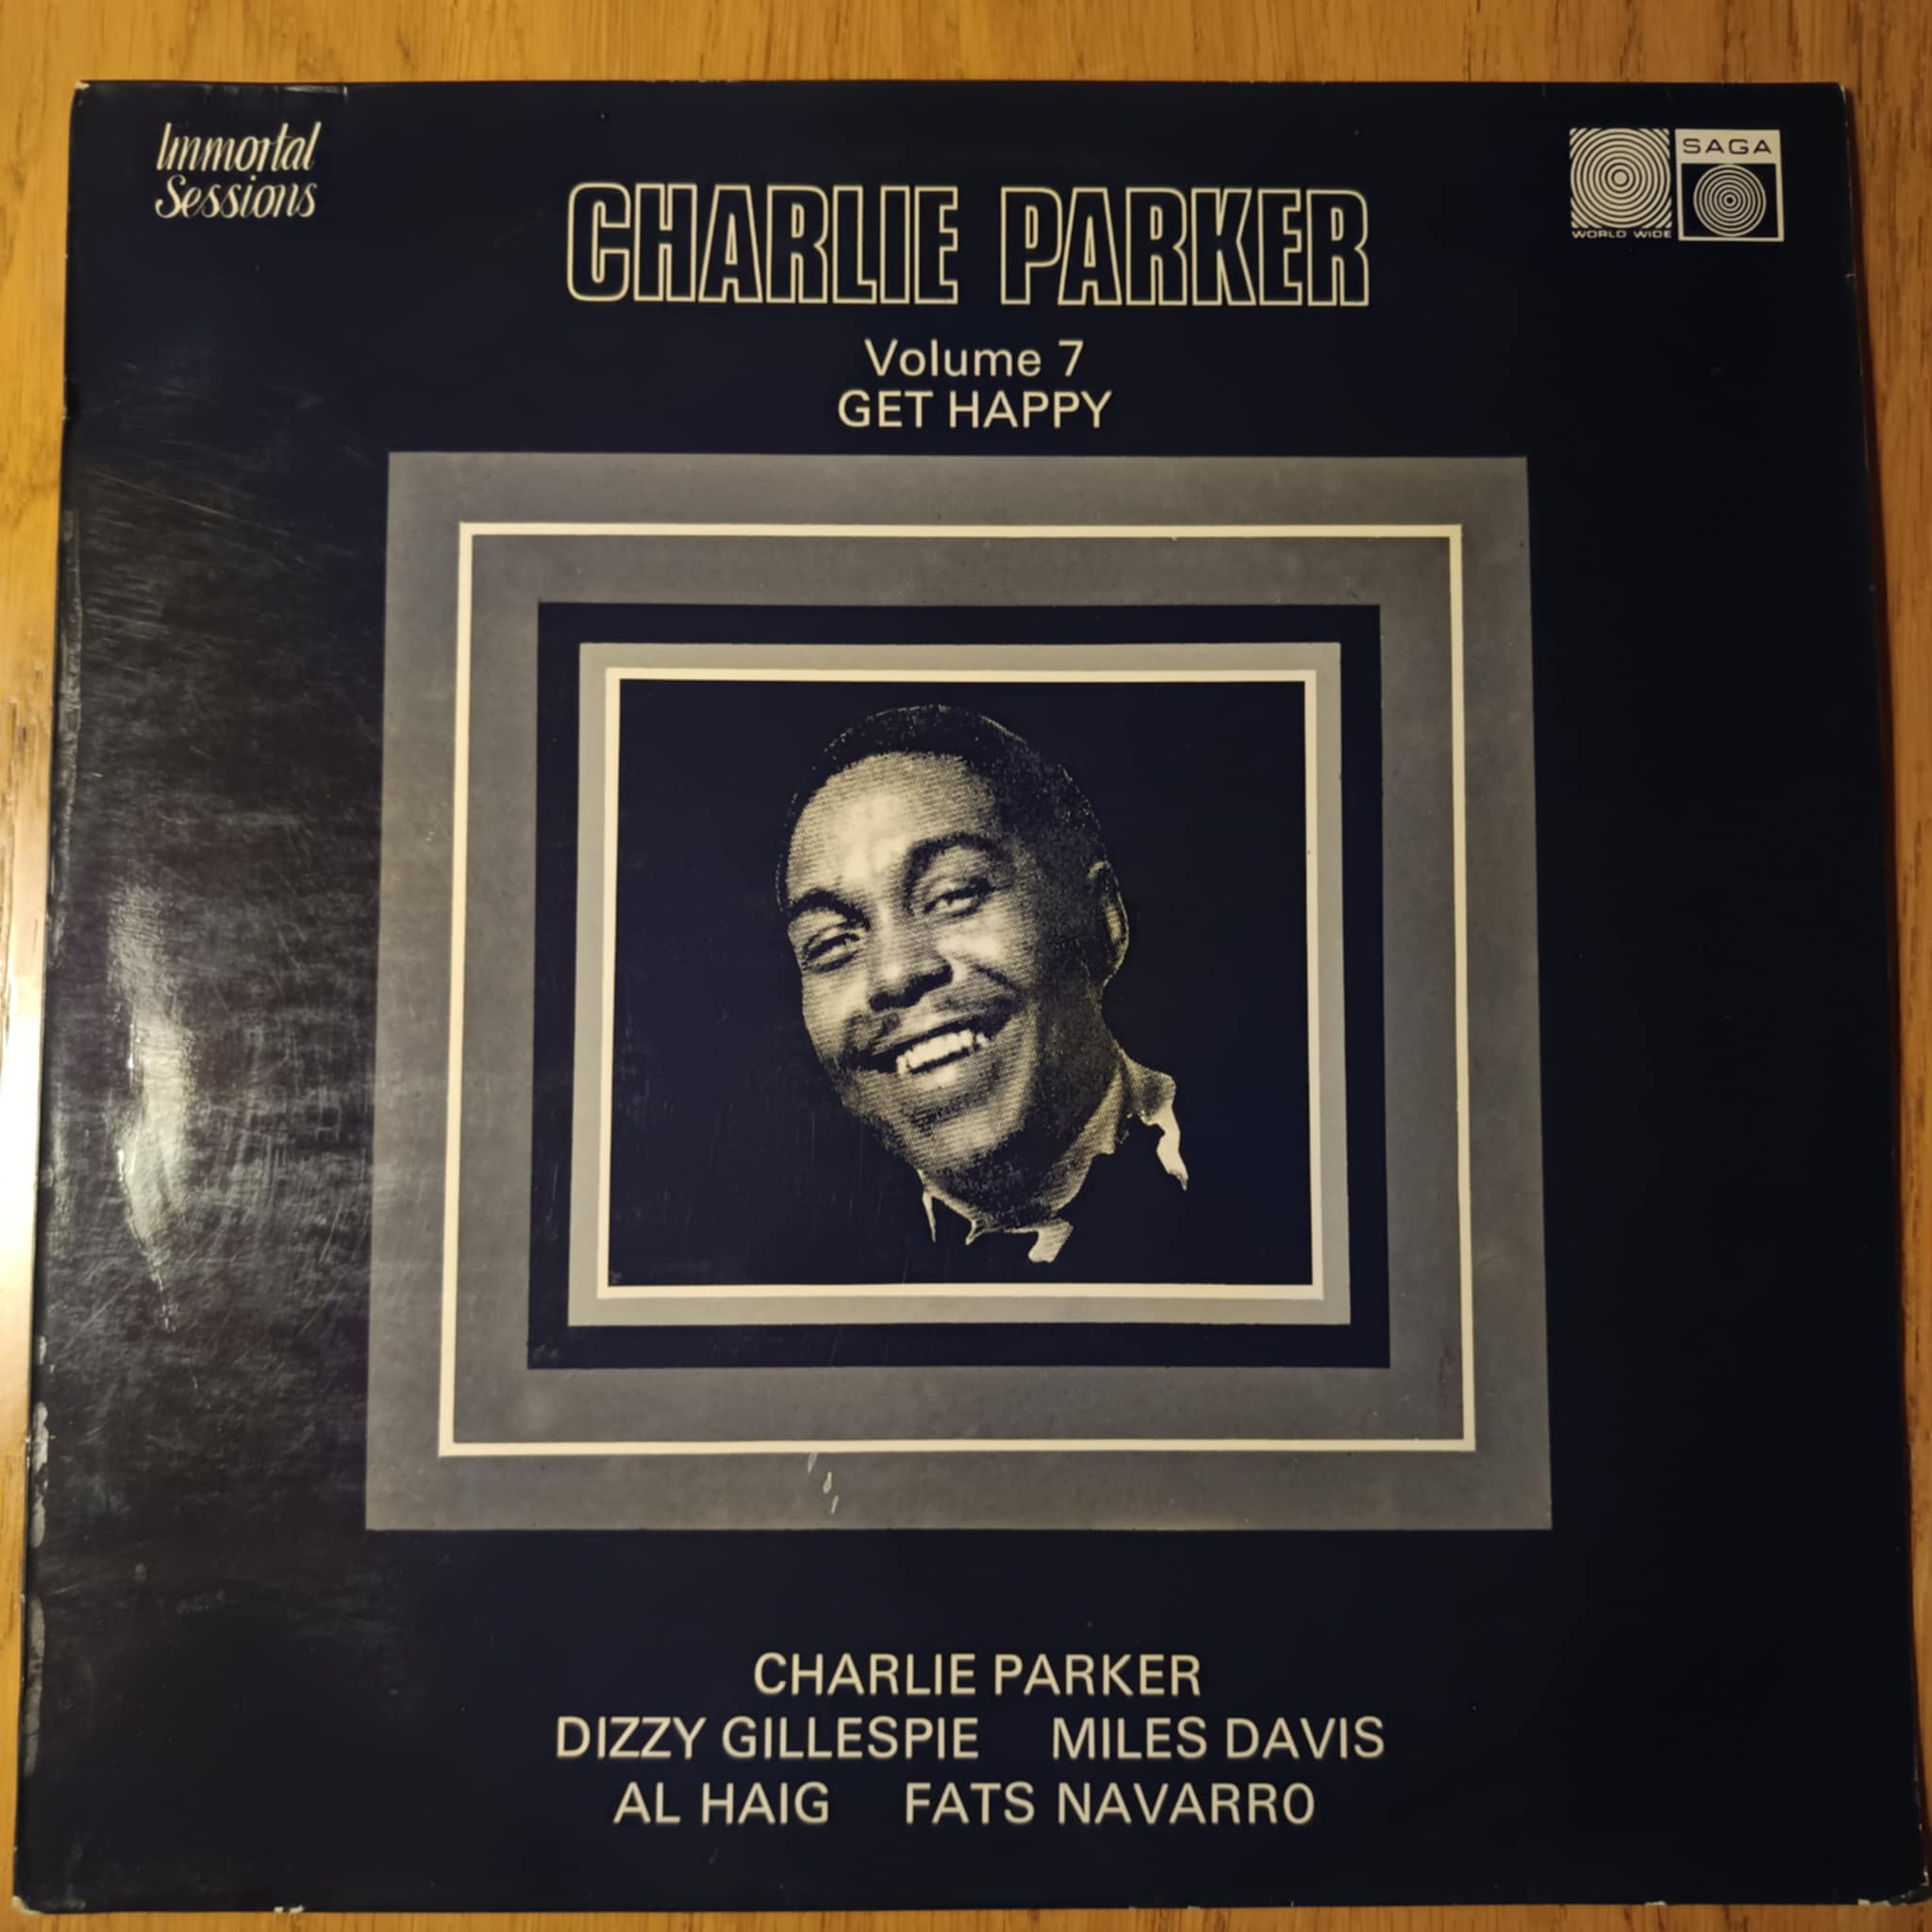 Immortal
Sessions
WORLD WIDE
SAGA
CHARLIE PARKER
Volume 7
GET HAPPY
CHARLIE PARKER
DIZZY GILLESPIE MILES DAVIS
AL HAIG FATS NAVARRO